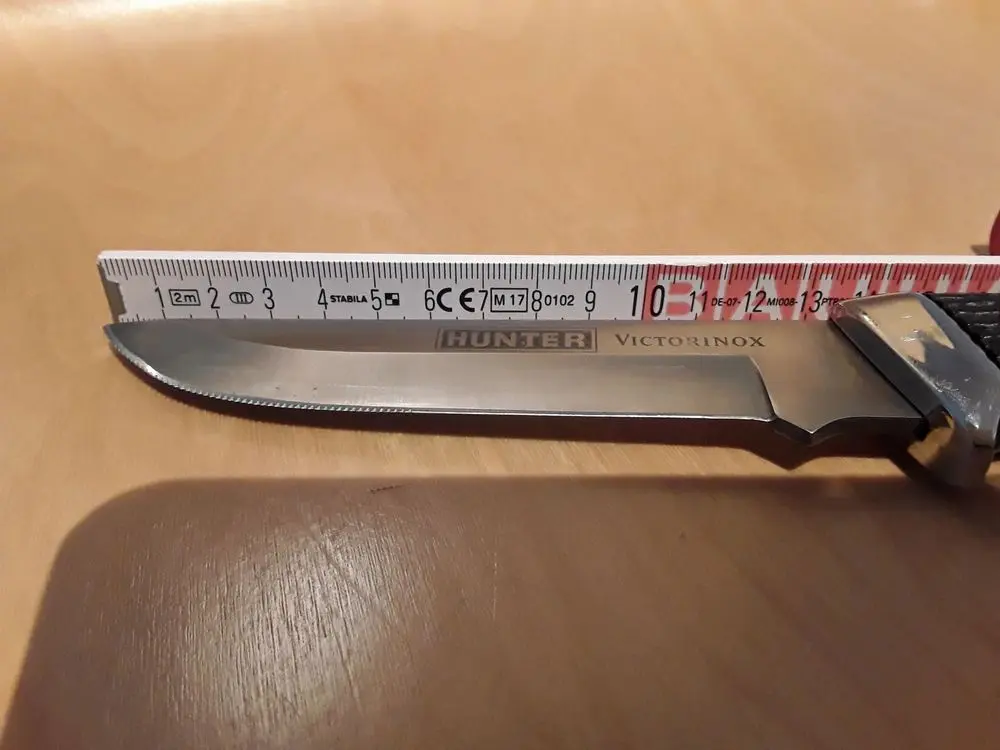 1 2m 2 III 3 4 STABILA 5 6 CE 7 M 17 8 0102 9 10 11 DE-07- 12 MI008- 13
HUNTER VICTORINOX